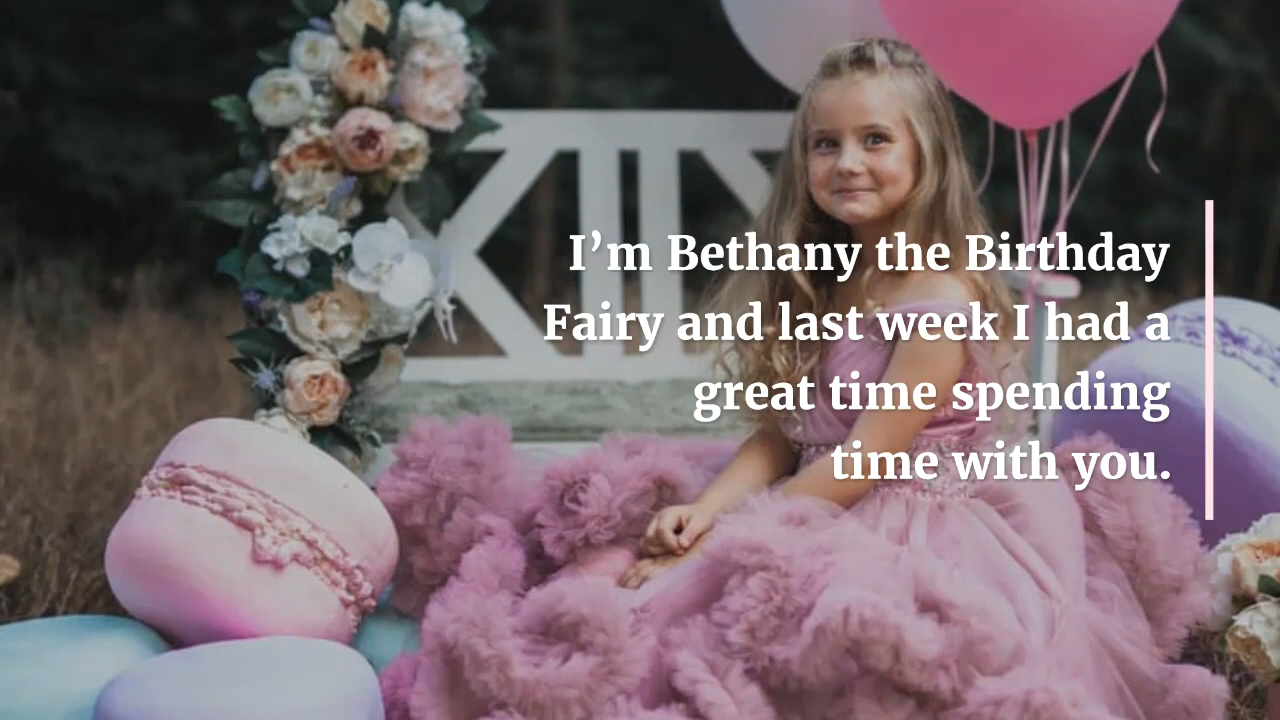 I’m Bethany the Birthday
Fairy and last week I had a
great time spending
time with you.